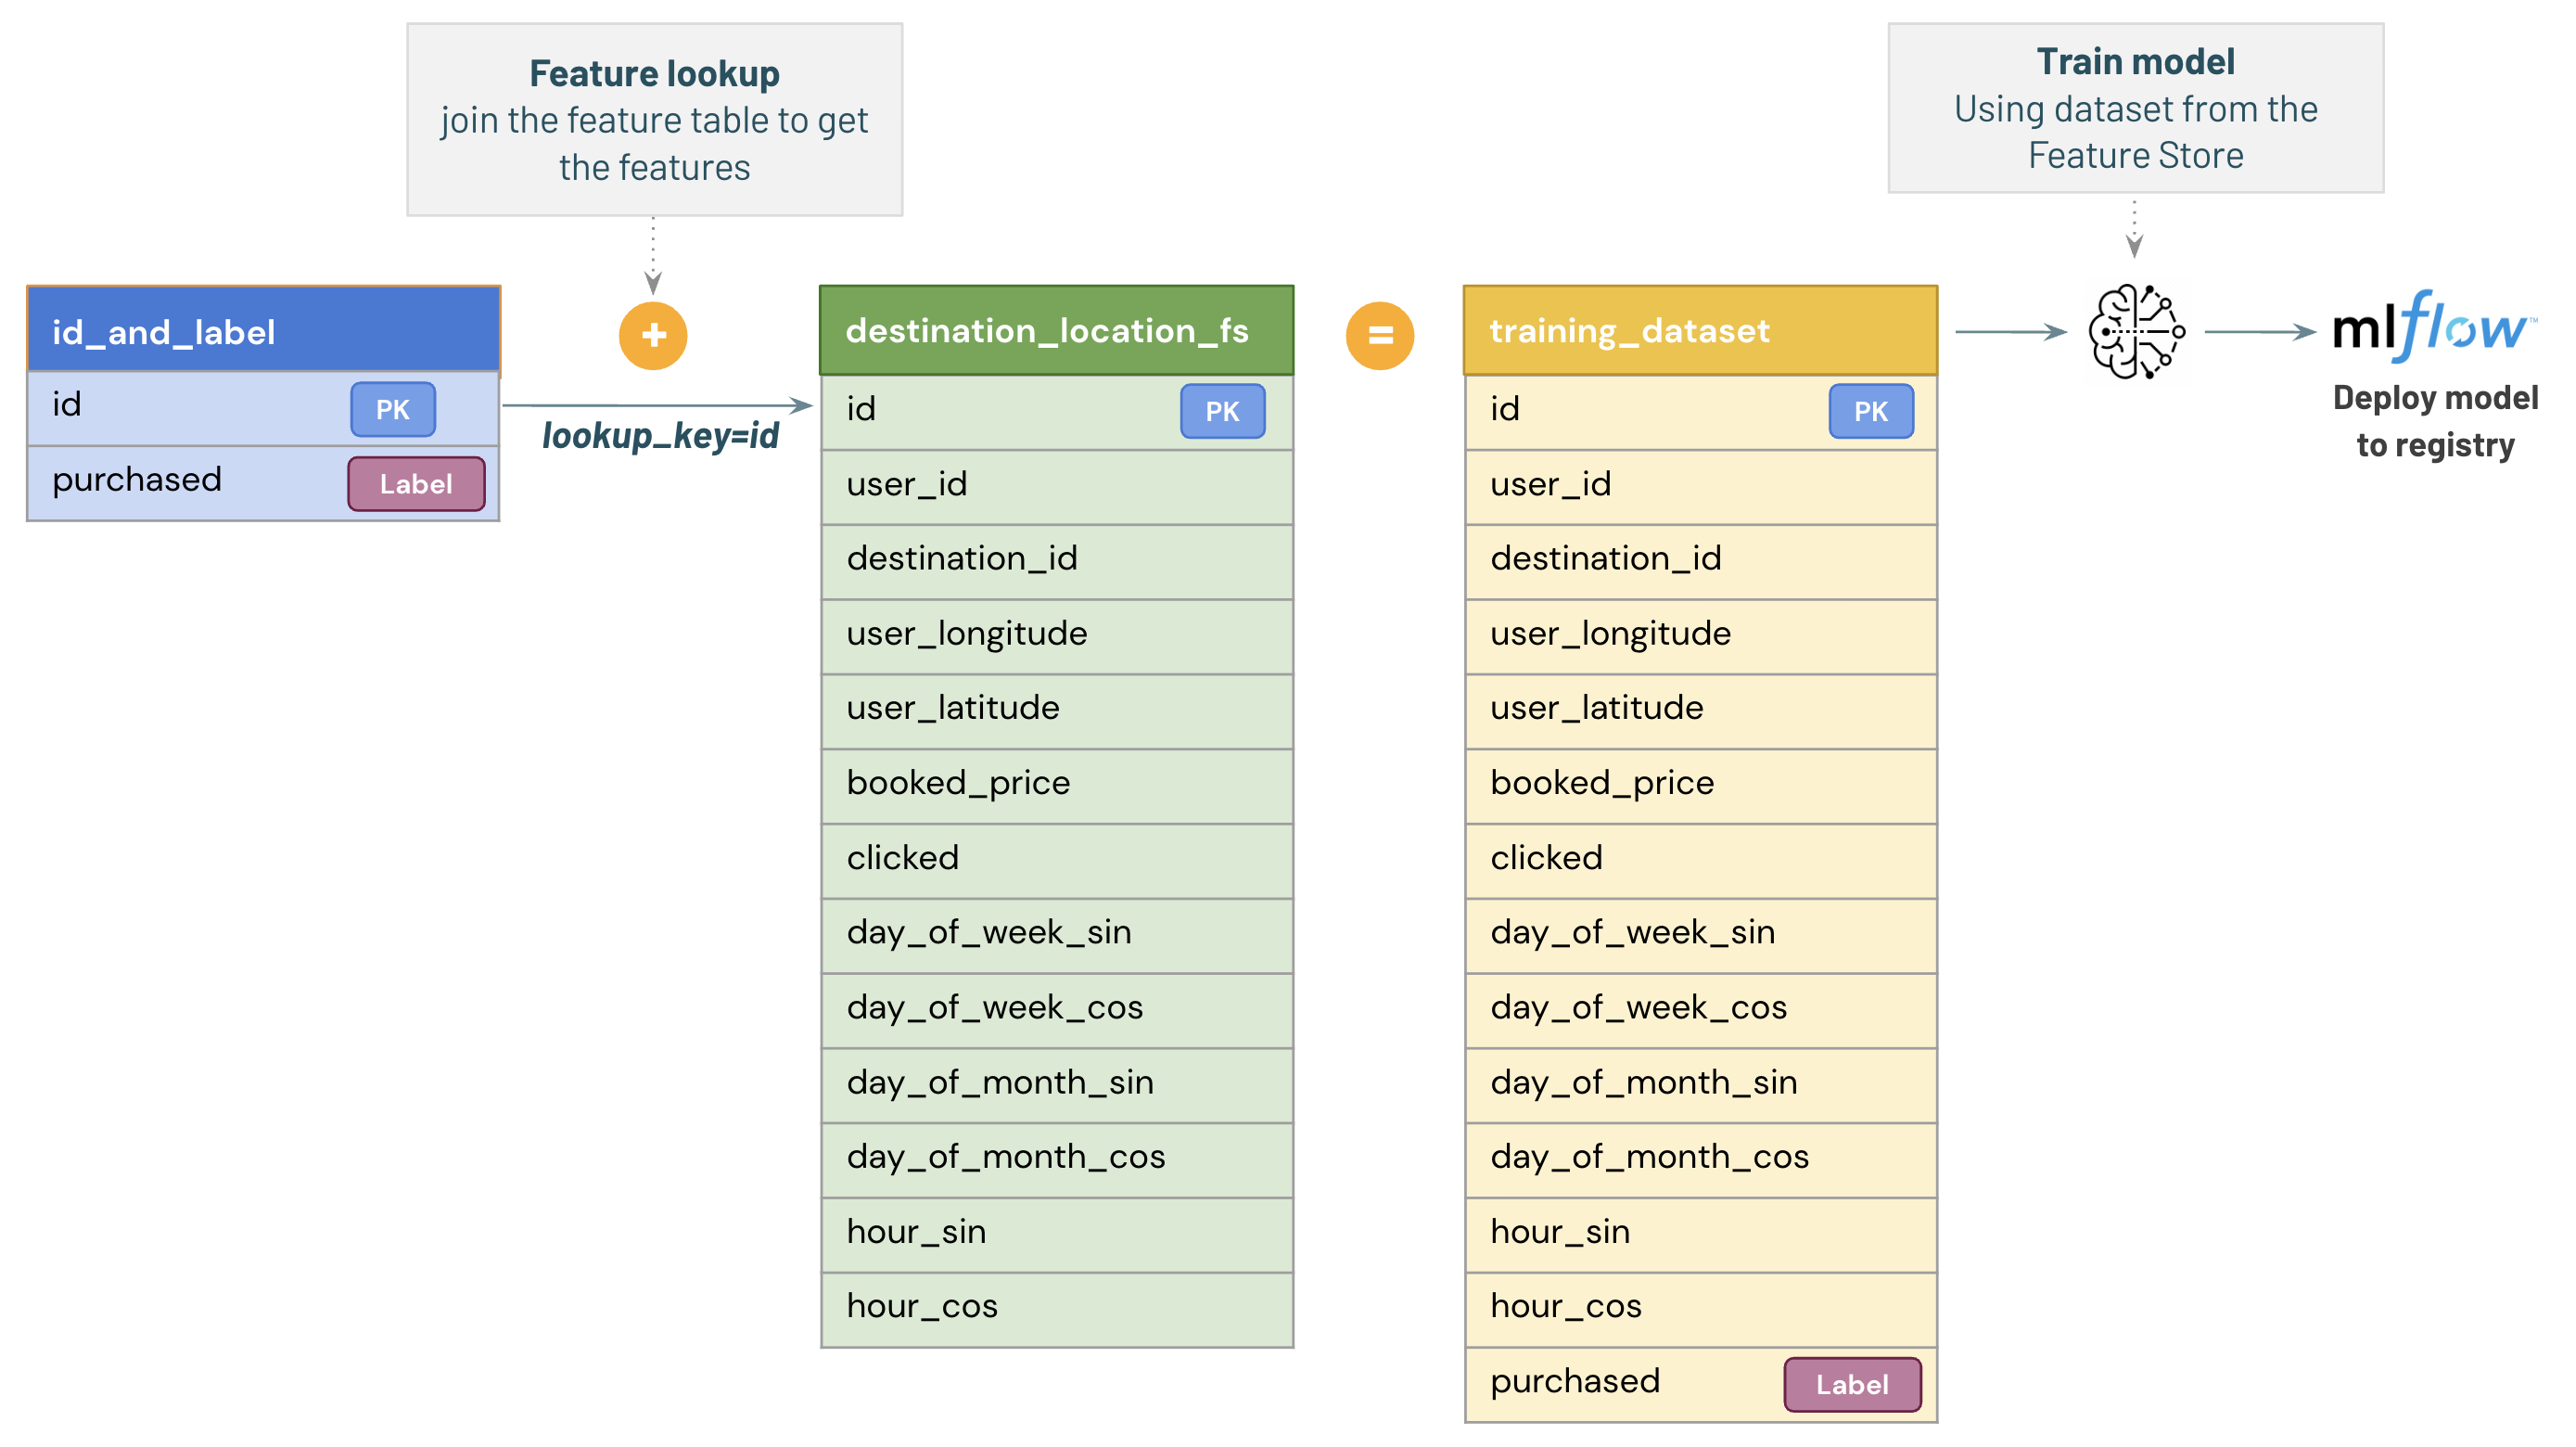 Feature lookup
join the feature table to get
the features
Train model
Using dataset from the
Feature Store
id_and_label
id PK
purchased Label
+
lookup_key=id
destination_location_fs
id PK
user_id
destination_id
user_longitude
user_latitude
booked_price
clicked
day_of_week_sin
day_of_week_cos
day_of_month_sin
day_of_month_cos
hour_sin
hour_cos
=
training_dataset
id PK
user_id
destination_id
user_longitude
user_latitude
booked_price
clicked
day_of_week_sin
day_of_week_cos
day_of_month_sin
day_of_month_cos
hour_sin
hour_cos
purchased Label
mlflow™
Deploy model
to registry